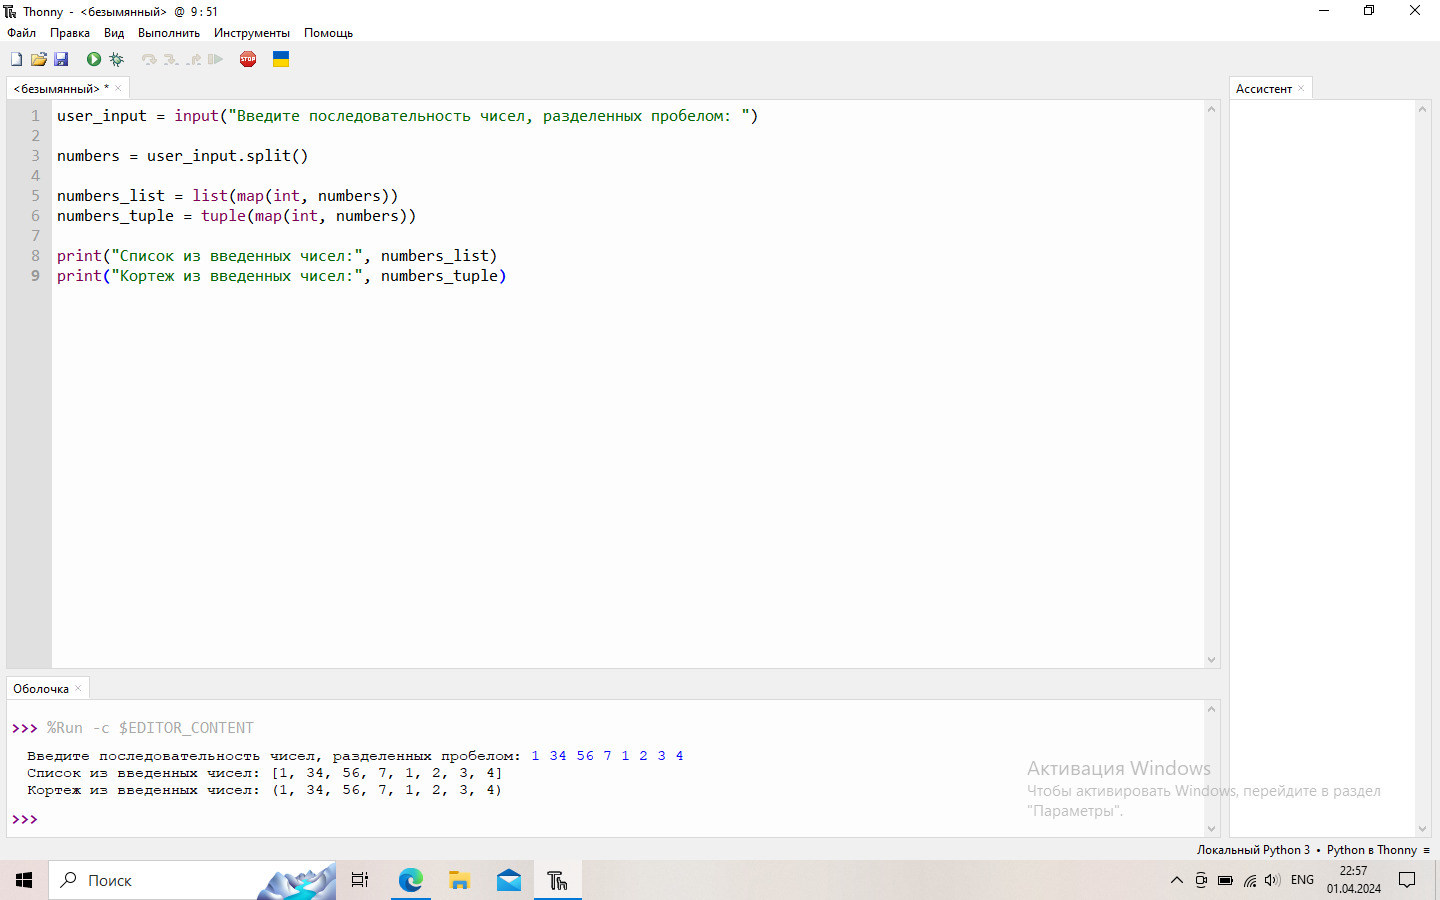 Thonny - <безымянный> @ 9:51
Файл Правка Вид Выполнить Инструменты Помощь
STOP
<безымянный> * ×
Ассистент ×
1 user_input = input("Введите последовательность чисел, разделенных пробелом: ")
2
3 numbers = user_input.split()
4
5 numbers_list = list(map(int, numbers))
6 numbers_tuple = tuple(map(int, numbers))
7
8 print("Список из введенных чисел:", numbers_list)
9 print("Кортеж из введенных чисел:", numbers_tuple)
Оболочка ×
>>> %Run -c $EDITOR_CONTENT
Введите последовательность чисел, разделенных пробелом: 1 34 56 7 1 2 3 4
Список из введенных чисел: [1, 34, 56, 7, 1, 2, 3, 4]
Кортеж из введенных чисел: (1, 34, 56, 7, 1, 2, 3, 4)
>>>
Активация Windows
Чтобы активировать Windows, перейдите в раздел
"Параметры".
Локальный Python 3 • Python в Thonny ≡
Поиск
ENG
22:57
01.04.2024